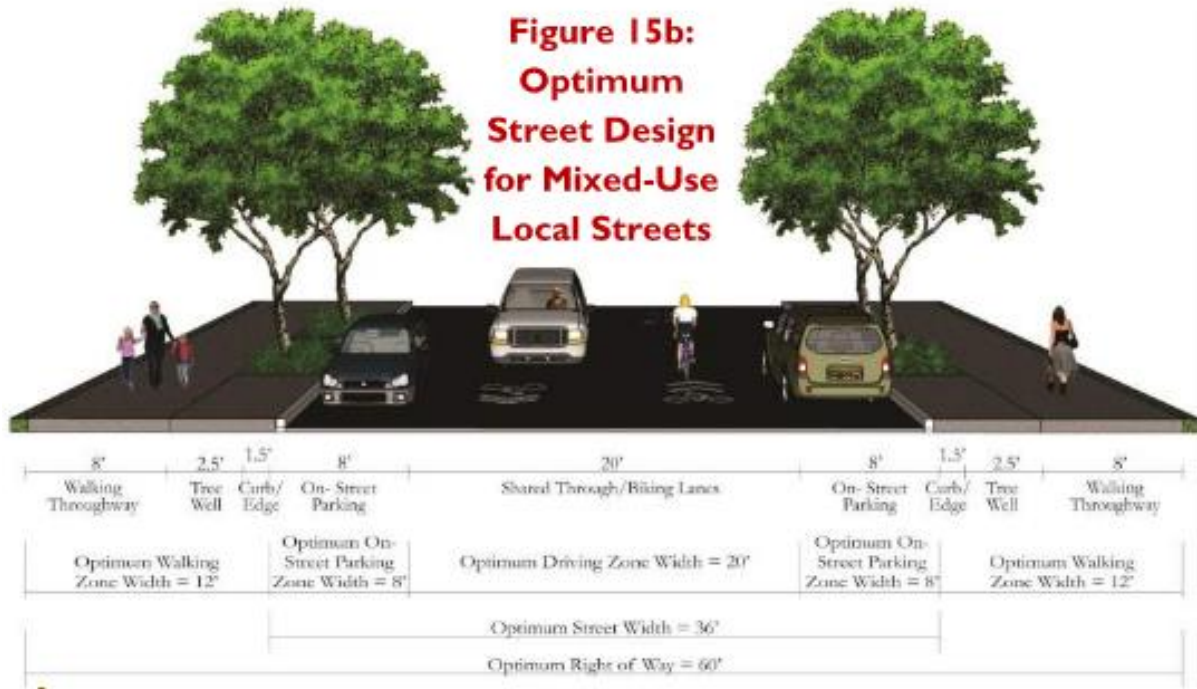 Figure 15b:
Optimum
Street Design
for Mixed-Use
Local Streets
8' 2.5' 1.5' 8' 20' 8' 1.5' 2.5' 8'
Walking Tree Curb/ On- Street Shared Through/Biking Lanes On- Street Curb/ Tree Walking
Throughway Well Edge Parking Parking Edge Well Throughway
Optimum Walking Optimum On- Optimum Driving Zone Width = 20' Optimum On- Optimum Walking
Zone Width = 12' Street Parking Street Parking Zone Width = 12'
Zone Width = 8' Zone Width = 8'
Optimum Street Width = 36'
Optimum Right of Way = 60'